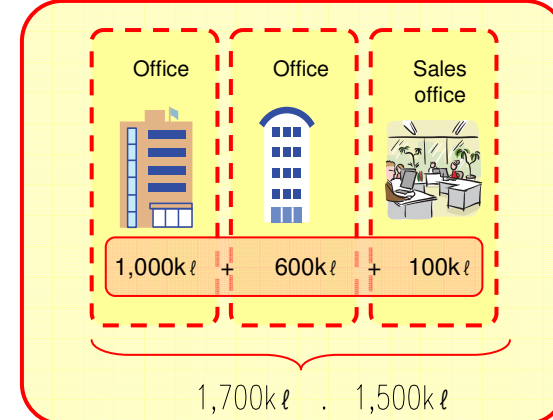 Office Office Sales
office
1,000kℓ + 600kℓ + 100kℓ
1,700kℓ . 1,500kℓ